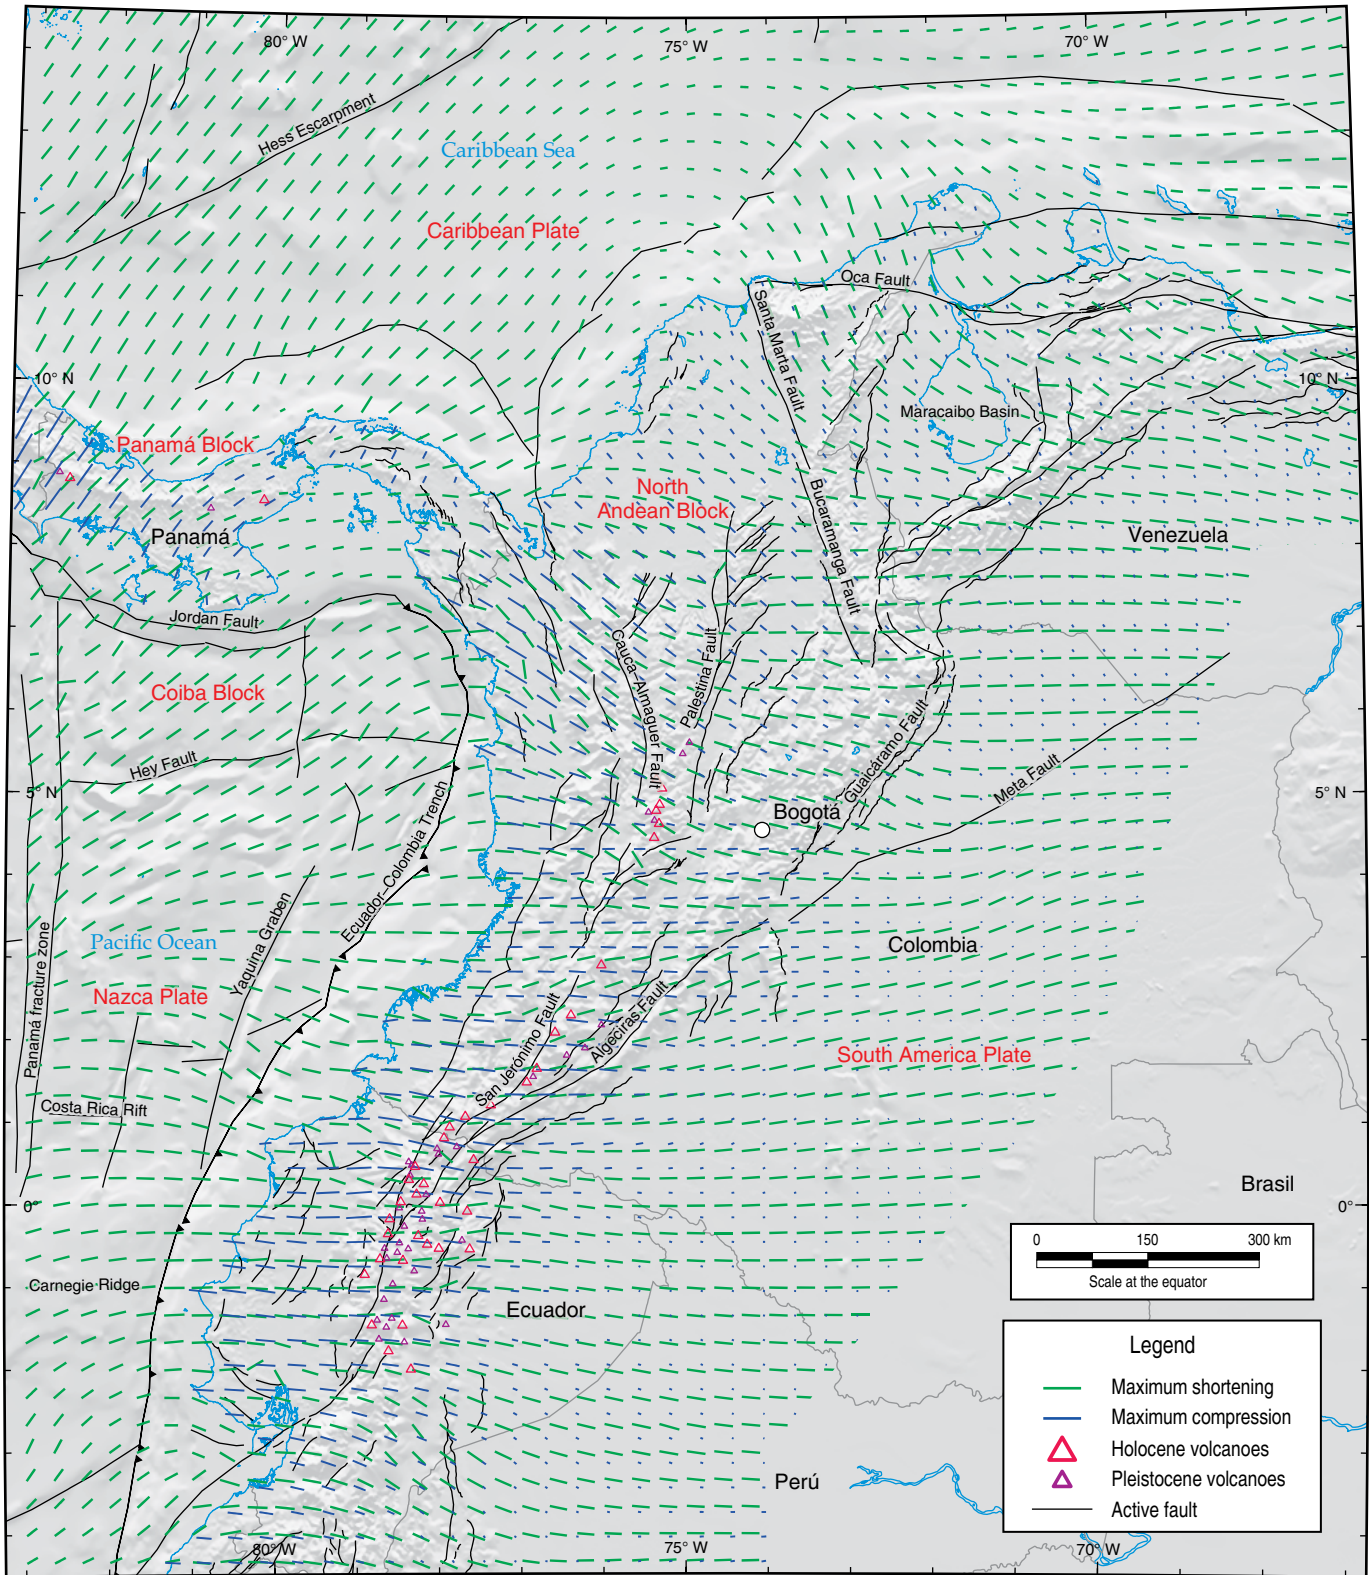 80° W
75° W
70° W
Hess Escarpment
Caribbean Sea
Caribbean Plate
Oca Fault
Santa Marta Fault
10° N
10° N
Maracaibo Basin
Panamá Block
North
Andean Block
Bucaramanga Fault
Panamá
Venezuela
Jordan Fault
Cauca–Almaguer Fault
Palestina Fault
Coiba Block
Guaicáramo Fault
Hey Fault
Meta Fault
5° N
5° N
Bogotá
Ecuador–Colombia Trench
Yaquina Graben
Pacific Ocean
Colombia
Panamá fracture zone
Nazca Plate
San Jerónimo Fault
Algeciras Fault
South America Plate
Costa Rica Rift
Brasil
0°
0°
0 150 300 km
Scale at the equator
Carnegie Ridge
Ecuador
Legend
Maximum shortening
Maximum compression
Holocene volcanoes
Pleistocene volcanoes
Active fault
Perú
80° W
75° W
70° W